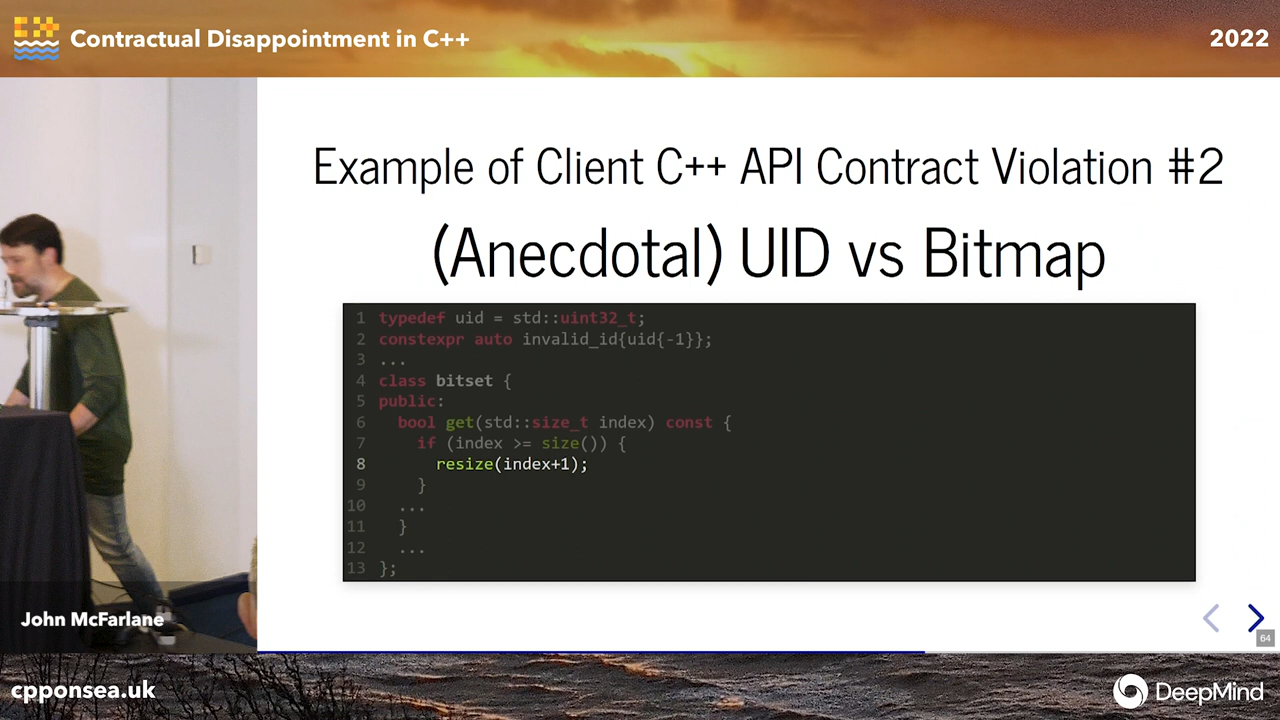 Contractual Disappointment in C++
2022
Example of Client C++ API Contract Violation #2
(Anecdotal) UID vs Bitmap
1 typedef uid = std::uint32_t;
2 constexpr auto invalid_id{uid{-1}};
3 ...
4 class bitset {
5 public:
6 bool get(std::size_t index) const {
7 if (index >= size()) {
8 resize(index+1);
9 }
10 ...
11 }
12 ...
13 };
John McFarlane
64
cpponsea.uk
DeepMind